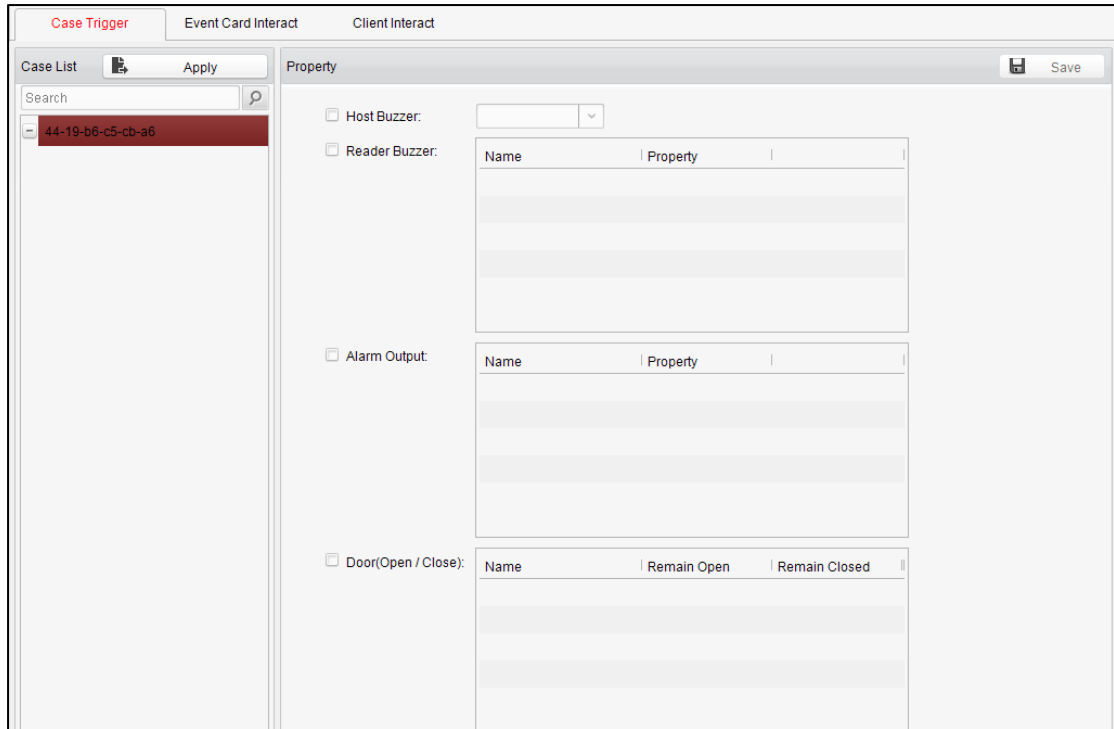 Case Trigger Event Card Interact Client Interact
Case List Apply Property Save
Search
44-19-b6-c5-cb-a6
Host Buzzer:
Reader Buzzer:
Name Property
Alarm Output:
Name Property
Door(Open / Close):
Name Remain Open Remain Closed